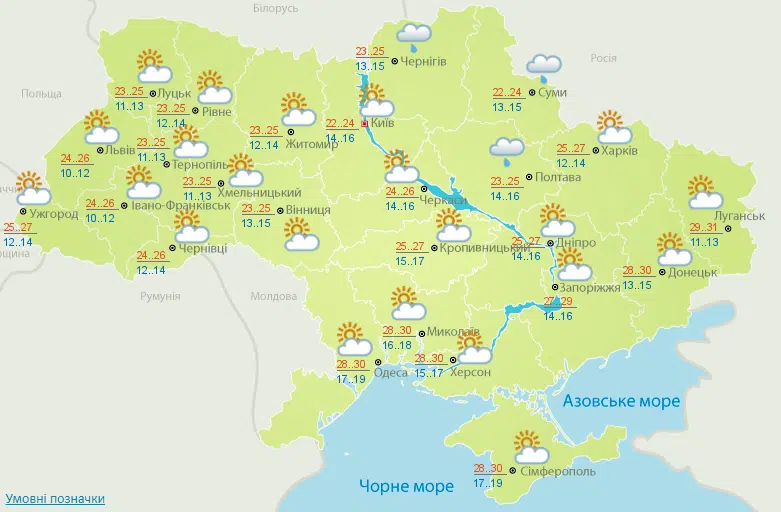 Білорусь
Росія
Польща
23..25
13..15
Чернігів
23..25
11..13
Луцьк
23..25
12..14
Рівне
22..24
13..15
Суми
22..24
14..16
Київ
23..25
12..14
Житомир
24..26
10..12
Львів
23..25
11..13
Тернопіль
25..27
12..14
Харків
23..25
14..16
Полтава
23..25
11..13
Хмельницький
24..26
14..16
Черкаси
25..27
12..14
Ужгород
24..26
10..12
Івано-Франківськ
23..25
13..15
Вінниця
29..31
11..13
Луганськ
24..26
12..14
Чернівці
25..27
15..17
Кропивницький
25..27
14..16
Дніпро
28..30
13..15
Донецьк
27..29
14..16
Запоріжжя
Румунія
Молдова
28..30
16..18
Миколаїв
28..30
17..19
Одеса
28..30
15..17
Херсон
Азовське море
28..30
17..19
Сімферополь
Чорне море
Умовні позначки